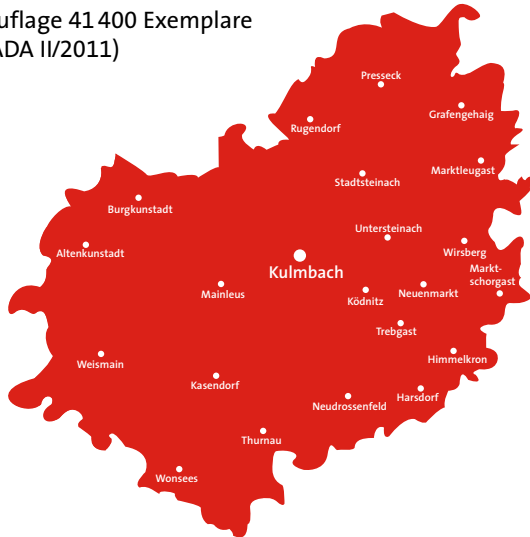 uflage 41 400 Exemplare
ADA II/2011)
Presseck
Grafengehaig
Rugendorf
Marktleugast
Stadtsteinach
Burgkunstadt
Untersteinach
Altenkunstadt
Wirsberg
Kulmbach
Markt-
schorgast
Mainleus
Ködnitz
Neuenmarkt
Trebgast
Weismain
Himmelkron
Kasendorf
Harsdorf
Neudrossenfeld
Thurnau
Wonsees